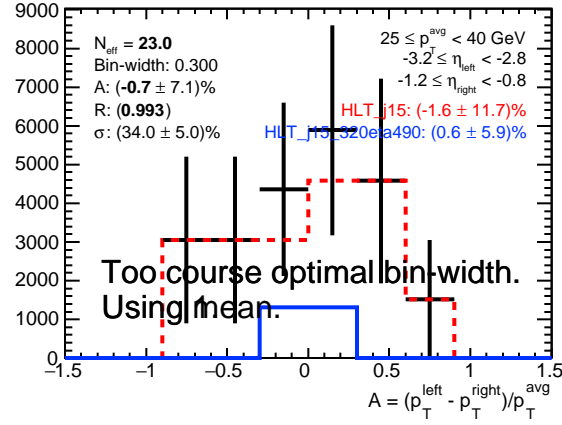 9000
8000
7000
6000
5000
4000
3000
2000
1000
0
N_eff = 23.0
Bin-width: 0.300
A: (-0.7 ± 7.1)%
R: (0.993)
σ: (34.0 ± 5.0)%
25 ≤ p_T^avg < 40 GeV
-3.2 ≤ η_left < -2.8
-1.2 ≤ η_right < -0.8
HLT_j15: (-1.6 ± 11.7)%
HLT_j15_320eta490: (0.6 ± 5.9)%
Too course optimal bin-width.
Using mean.
−1.5 −1 −0.5 0 0.5 1 1.5
A = (p_T^left - p_T^right)/p_T^avg